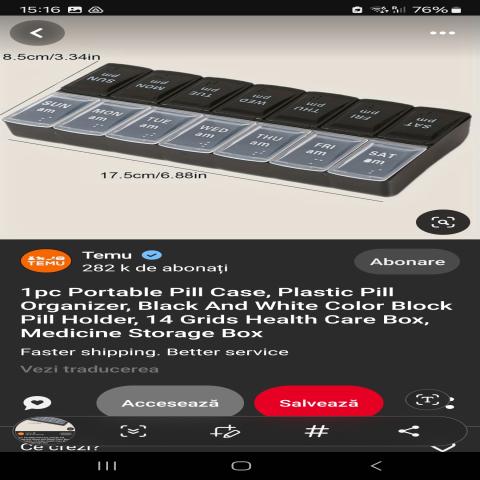 15:16 76%
8.5cm/3.34in
SUN pm MON pm TUE pm WED pm THU pm FRI pm SAT pm
SUN am MON am TUE am WED am THU am FRI am SAT am
17.5cm/6.88in
TEMU
Temu
282 k de abonați
Abonare
1pc Portable Pill Case, Plastic Pill
Organizer, Black And White Color Block
Pill Holder, 14 Grids Health Care Box,
Medicine Storage Box
Faster shipping. Better service
Vezi traducerea
Accesează Salvează
T
#
Ce crezi?